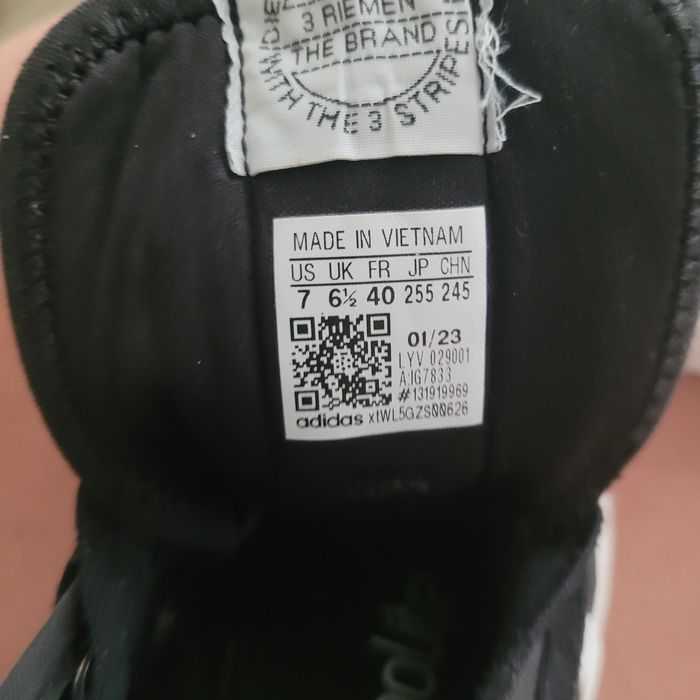 3 RIEMEN
THE BRAND
WITH THE 3 STRIPES
MADE IN VIETNAM
US UK FR JP CHN
7 6½ 40 255 245
01/23
LYV 029001
A:IG7833
#131919969
adidas xtWL5GZS00626